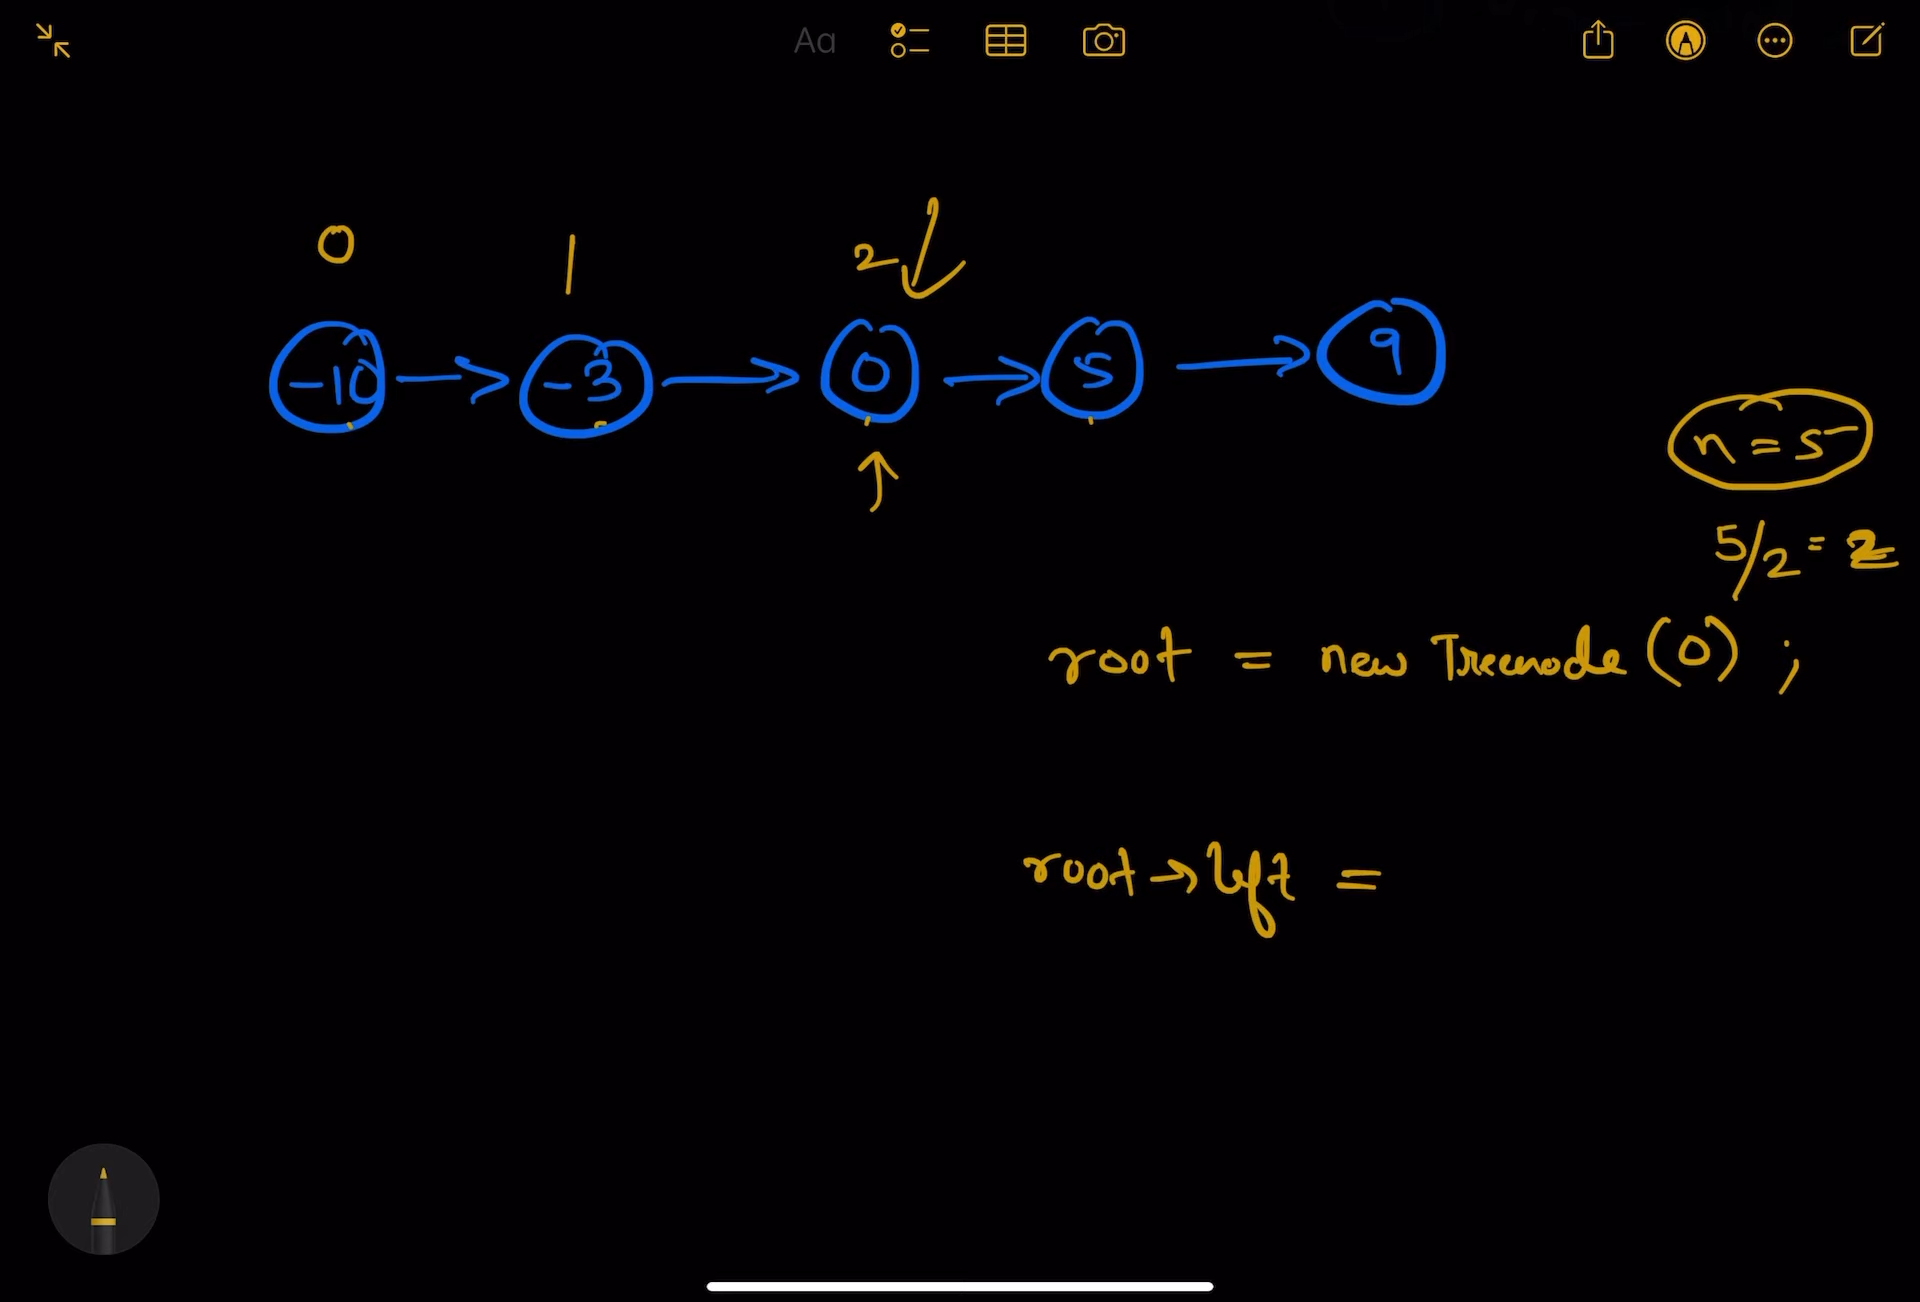 Aa
0 1 2
-10 -3 0 5 9
n = 5
5/2 = 2
root = new Treenode (0) ;
root → left =